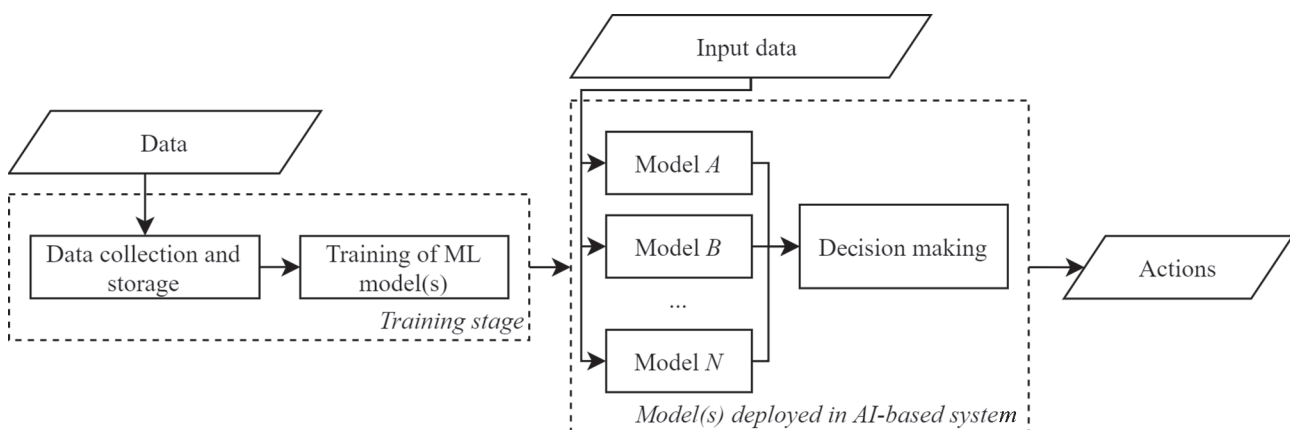 Input data
Data
Data collection and
storage
Training of ML
model(s)
Training stage
Model A
Model B
...
Model N
Decision making
Model(s) deployed in AI-based system
Actions